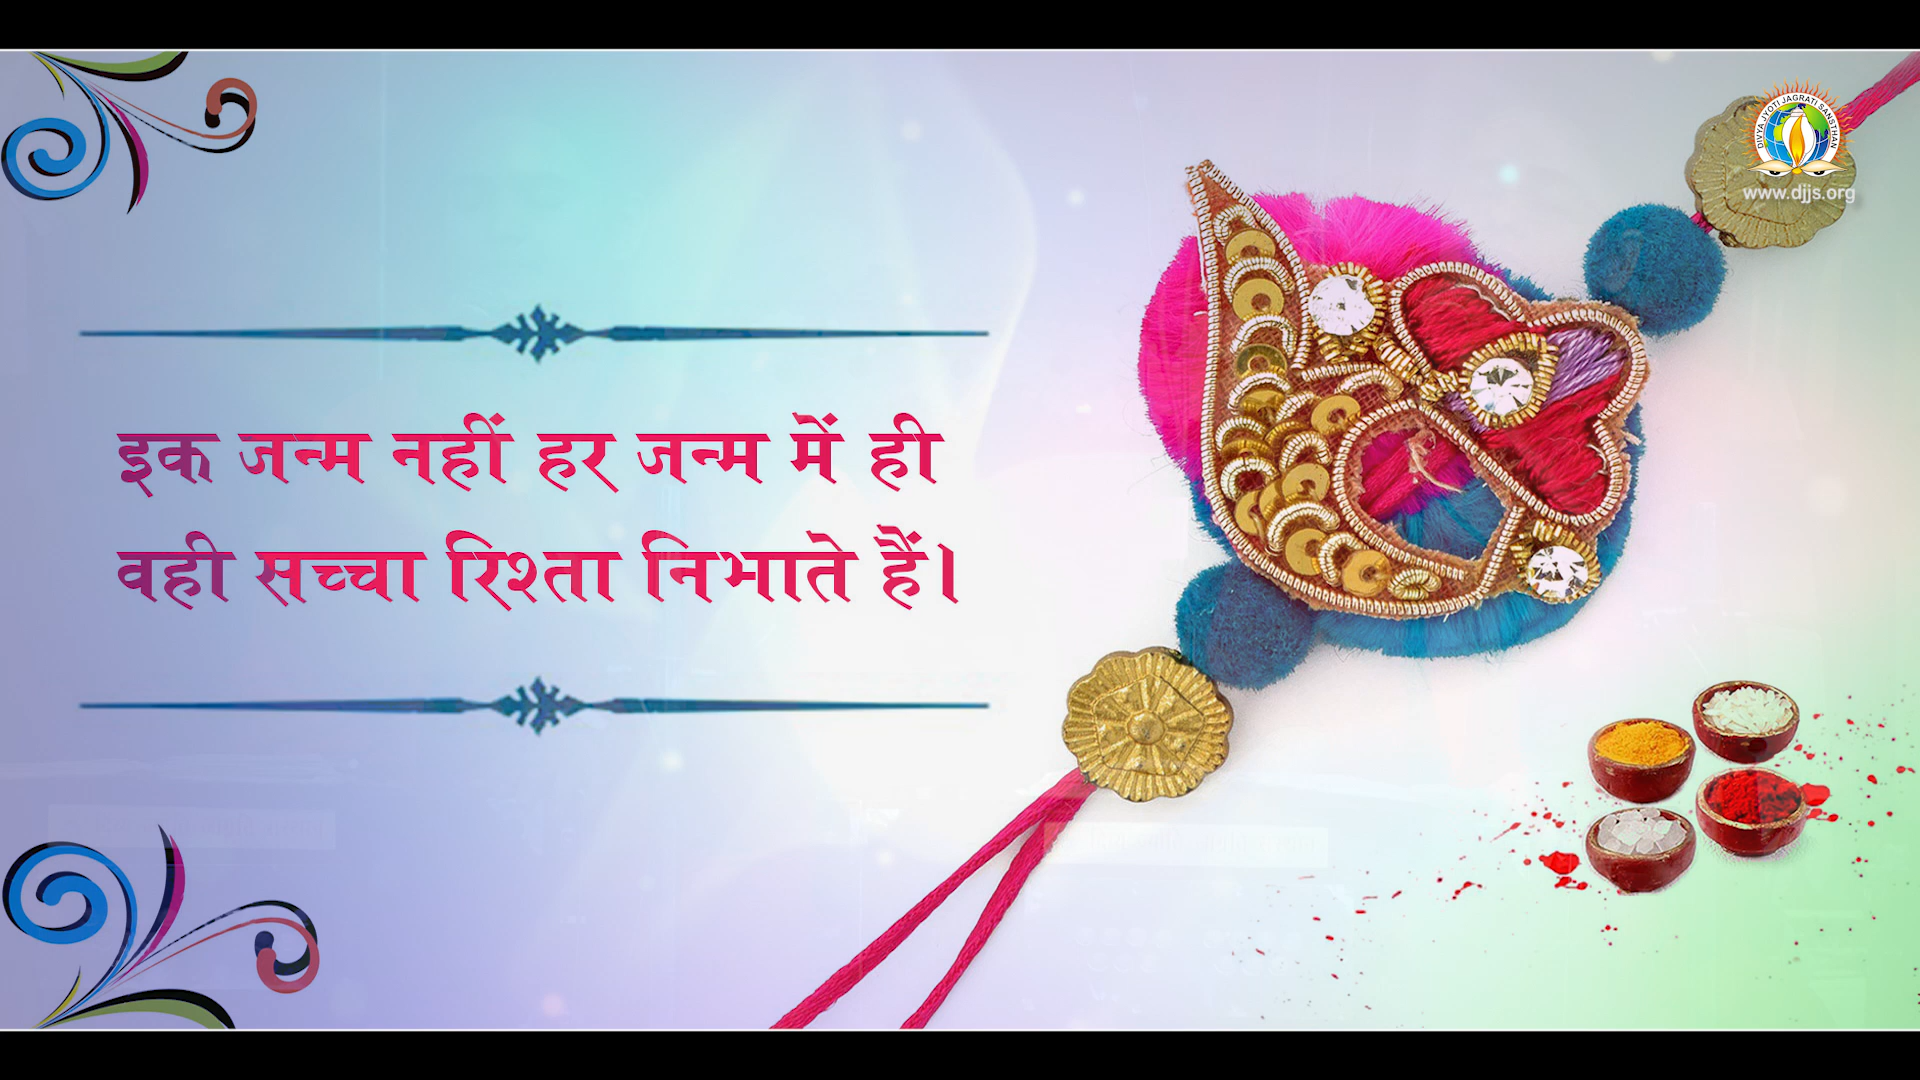 DIVYA JYOTI JAGRATI SANSTHAN
www.djjs.org
इक जन्म नहीं हर जन्म में ही
वही सच्चा रिश्ता निभाते हैं।